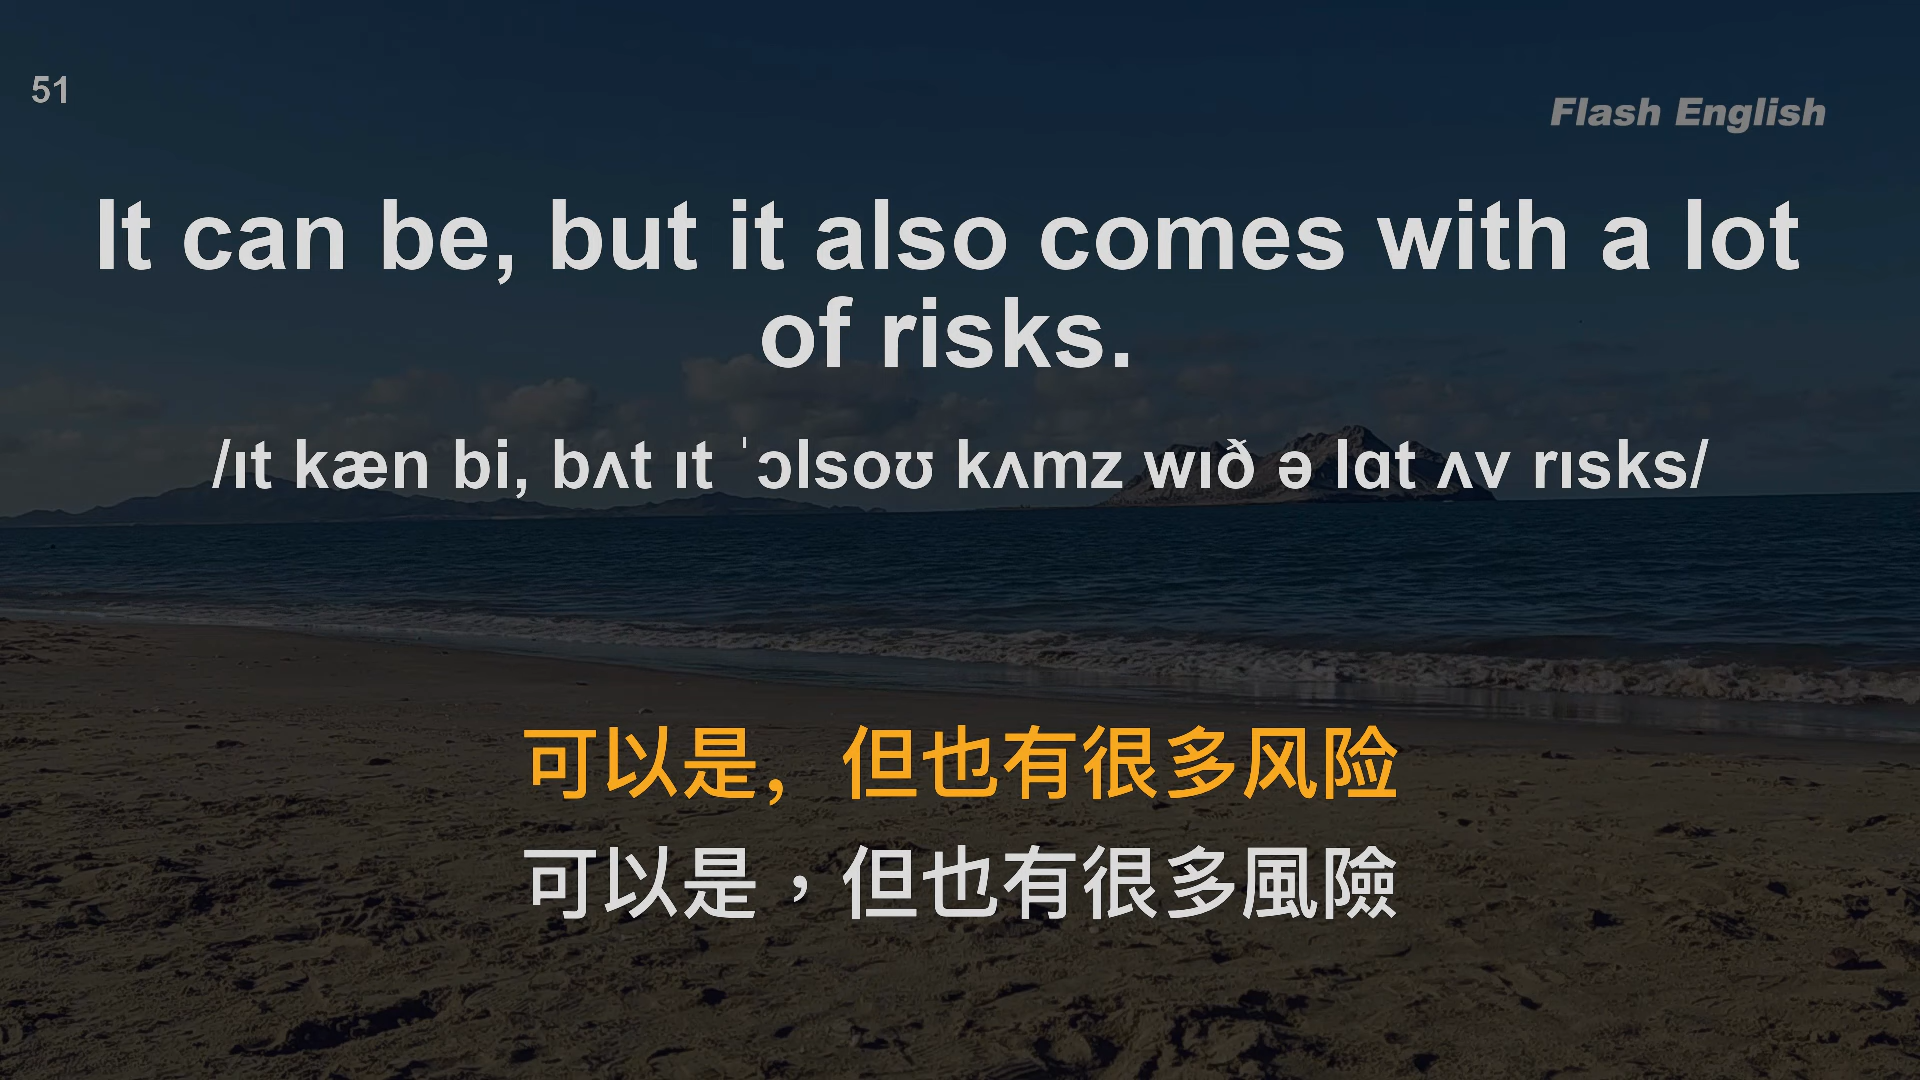 51
Flash English
It can be, but it also comes with a lot
of risks.
/ɪt kæn bi, bʌt ɪt ˈɔlsoʊ kʌmz wɪð ə lɑt ʌv rɪsks/
可以是，但也有很多风险
可以是，但也有很多風險